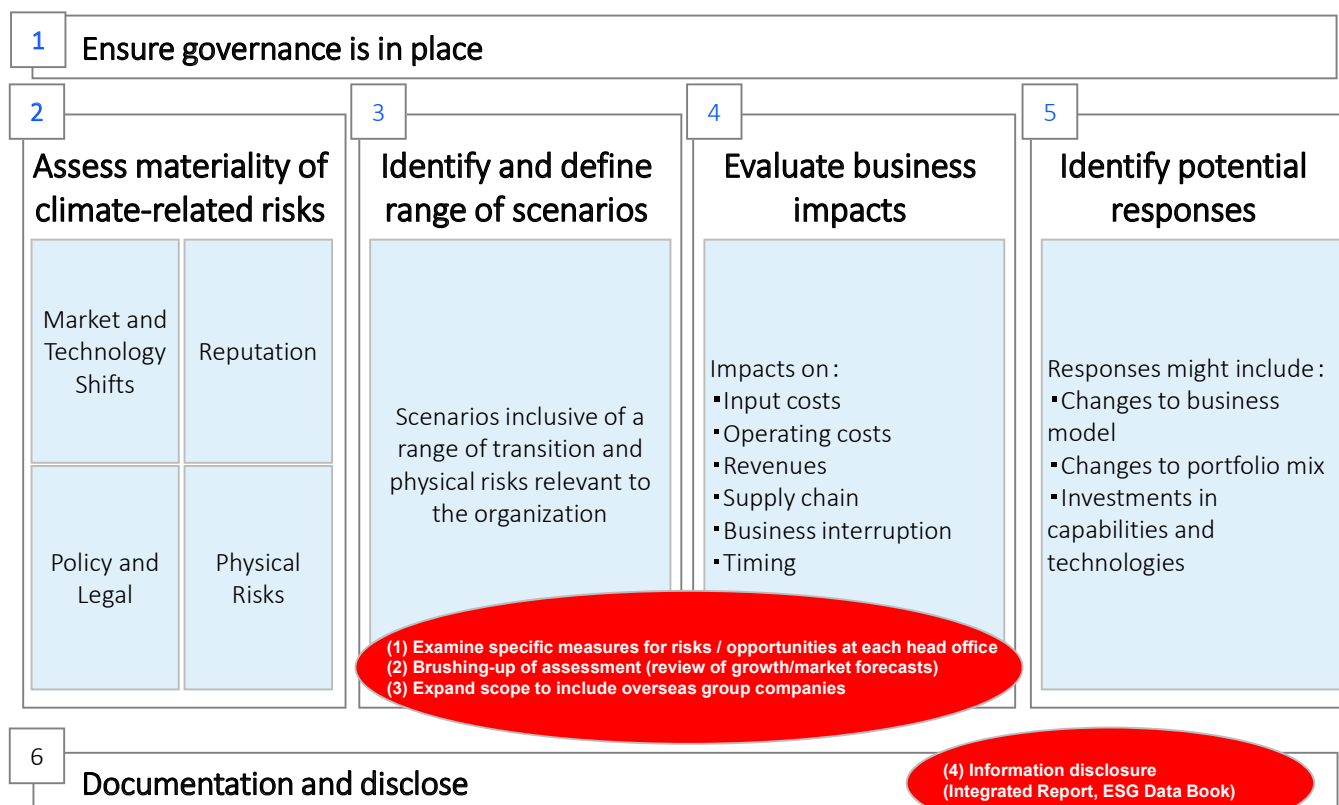 1
Ensure governance is in place
2
Assess materiality of
climate-related risks
Market and
Technology
Shifts
Reputation
Policy and
Legal
Physical
Risks
3
Identify and define
range of scenarios
Scenarios inclusive of a
range of transition and
physical risks relevant to
the organization
4
Evaluate business
impacts
Impacts on :
▪Input costs
▪Operating costs
▪Revenues
▪Supply chain
▪Business interruption
▪Timing
5
Identify potential
responses
Responses might include :
▪Changes to business
model
▪Changes to portfolio mix
▪Investments in
capabilities and
technologies
(1) Examine specific measures for risks / opportunities at each head office
(2) Brushing-up of assessment (review of growth/market forecasts)
(3) Expand scope to include overseas group companies
6
Documentation and disclose
(4) Information disclosure
(Integrated Report, ESG Data Book)